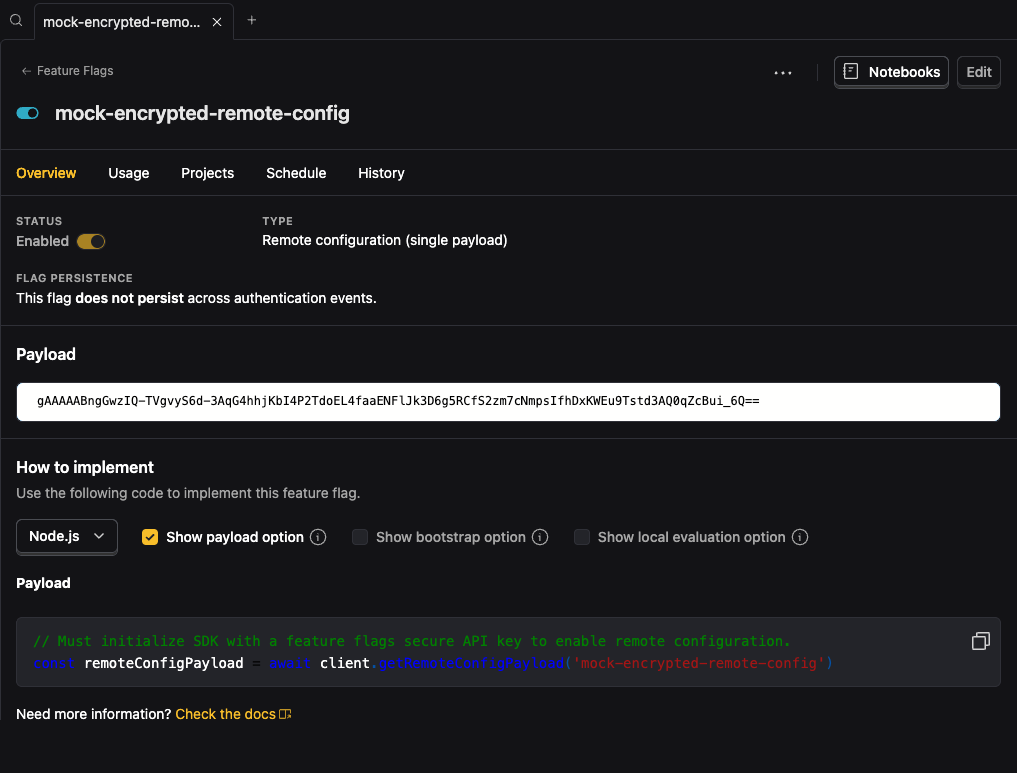 mock-encrypted-remo...
Feature Flags
Notebooks
Edit
mock-encrypted-remote-config
Overview
Usage
Projects
Schedule
History
STATUS
TYPE
Enabled
Remote configuration (single payload)
FLAG PERSISTENCE
This flag does not persist across authentication events.
Payload
gAAAAABngGwzIQ-TVgvyS6d-3AqG4hhjKbI4P2TdoEL4faaENFlJk3D6g5RCfS2zm7cNmpsIfhDxKWEu9Tstd3AQ0qZcBui_6Q==
How to implement
Use the following code to implement this feature flag.
Node.js
Show payload option
Show bootstrap option
Show local evaluation option
Payload
// Must initialize SDK with a feature flags secure API key to enable remote configuration.
const remoteConfigPayload = await client.getRemoteConfigPayload('mock-encrypted-remote-config')
Need more information? Check the docs